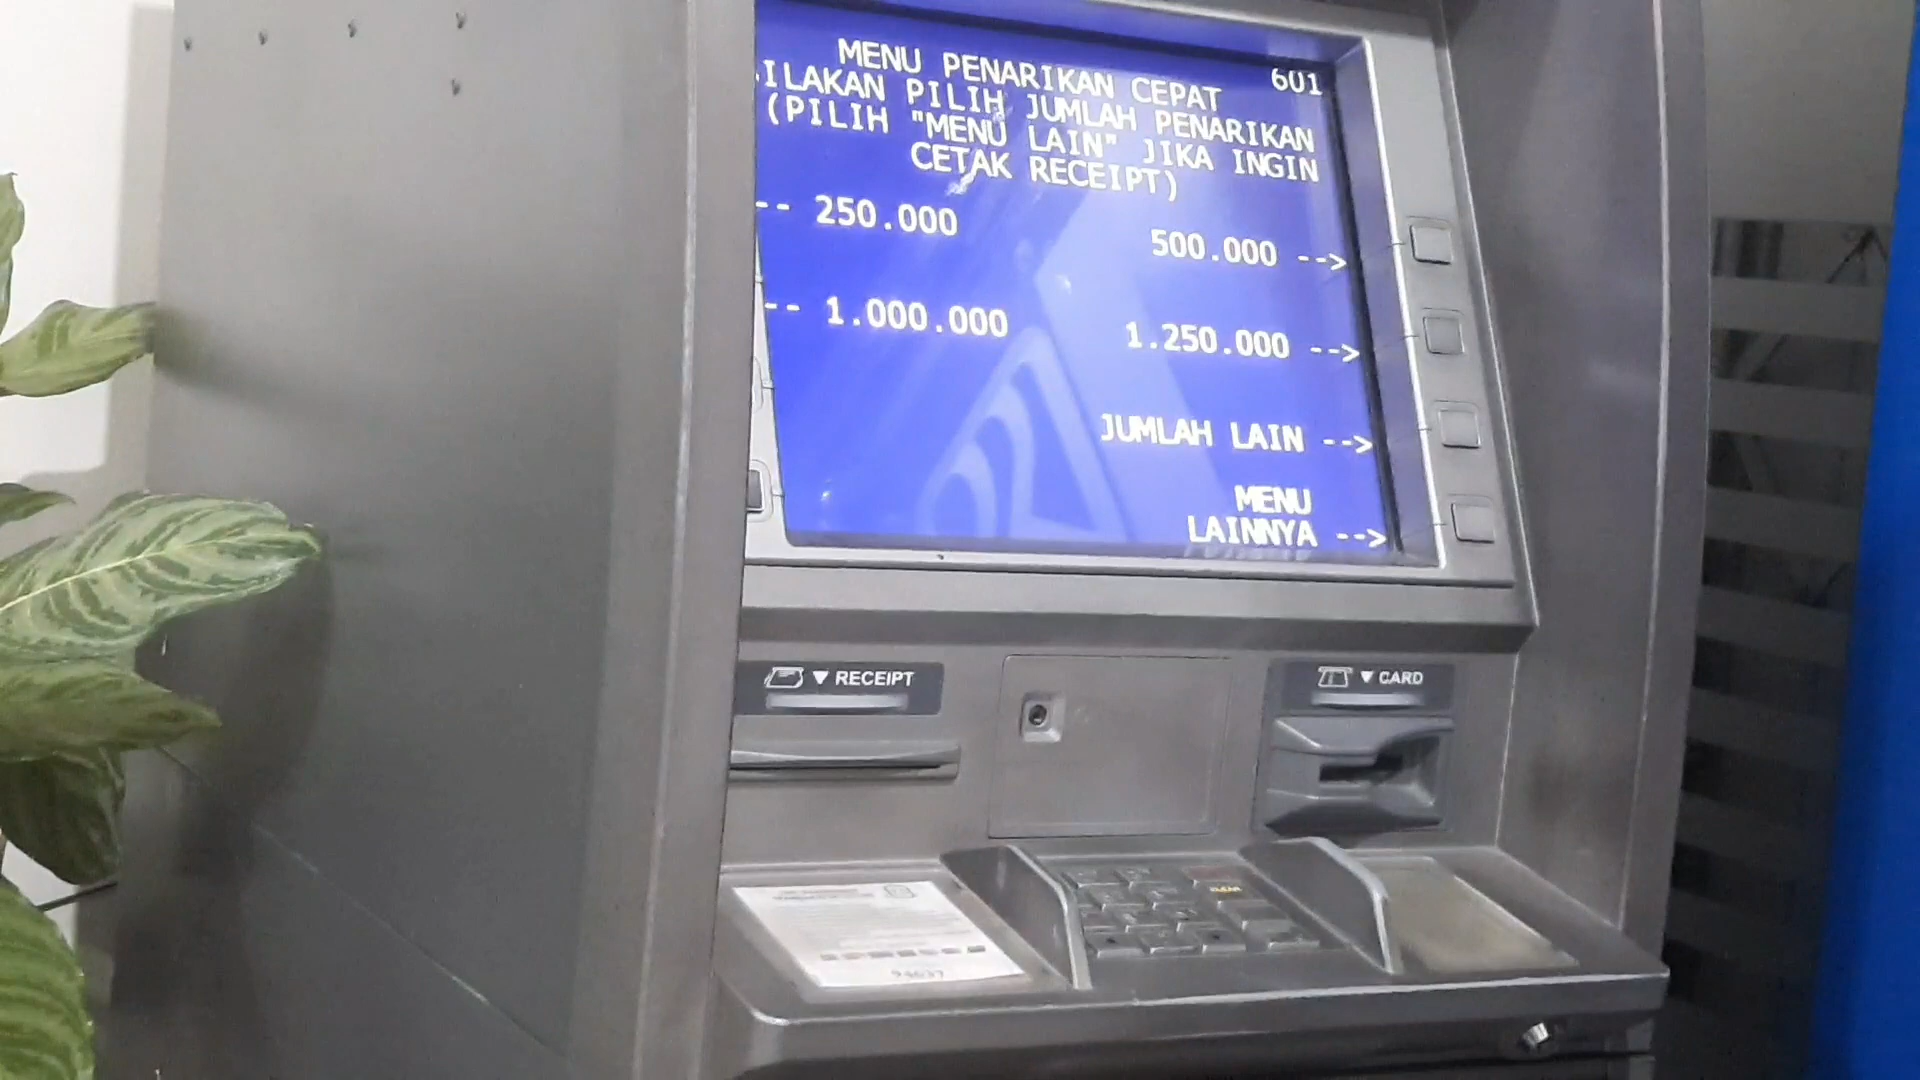 MENU PENARIKAN CEPAT 601
ILAKAN PILIH JUMLAH PENARIKAN
(PILIH "MENU LAIN" JIKA INGIN
CETAK RECEIPT)
-- 250.000
500.000 -->
-- 1.000.000
1.250.000 -->
JUMLAH LAIN -->
MENU
LAINNYA -->
▼ RECEIPT
▼ CARD
94637